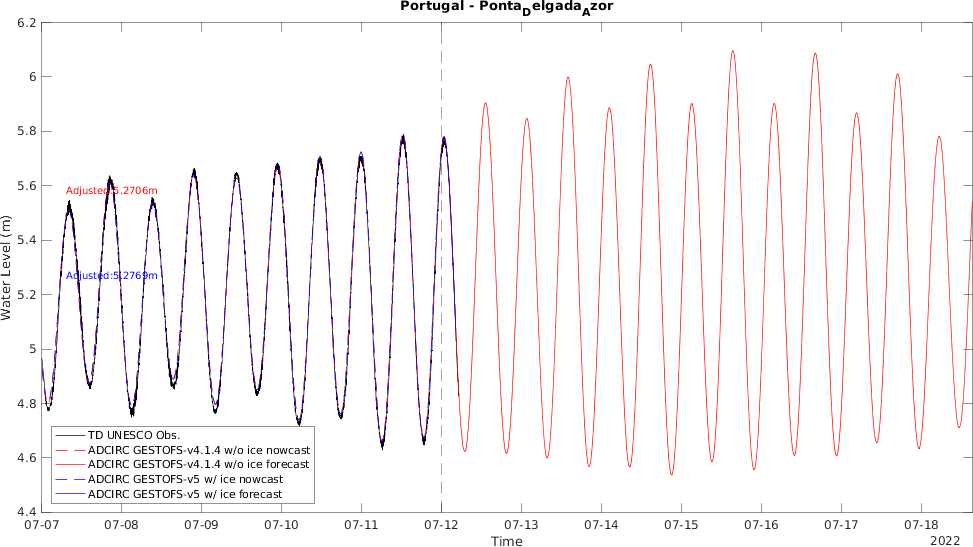 Portugal - PontaDelgadaAzor
6.2
6
5.8
5.6
5.4
5.2
5
4.8
4.6
4.4
Water Level (m)
Adjusted:5.2706m
Adjusted:5.2769m
TD UNESCO Obs.
ADCIRC GESTOFS-v4.1.4 w/o ice nowcast
ADCIRC GESTOFS-v4.1.4 w/o ice forecast
ADCIRC GESTOFS-v5 w/ ice nowcast
ADCIRC GESTOFS-v5 w/ ice forecast
07-07 07-08 07-09 07-10 07-11 07-12 07-13 07-14 07-15 07-16 07-17 07-18
Time
2022